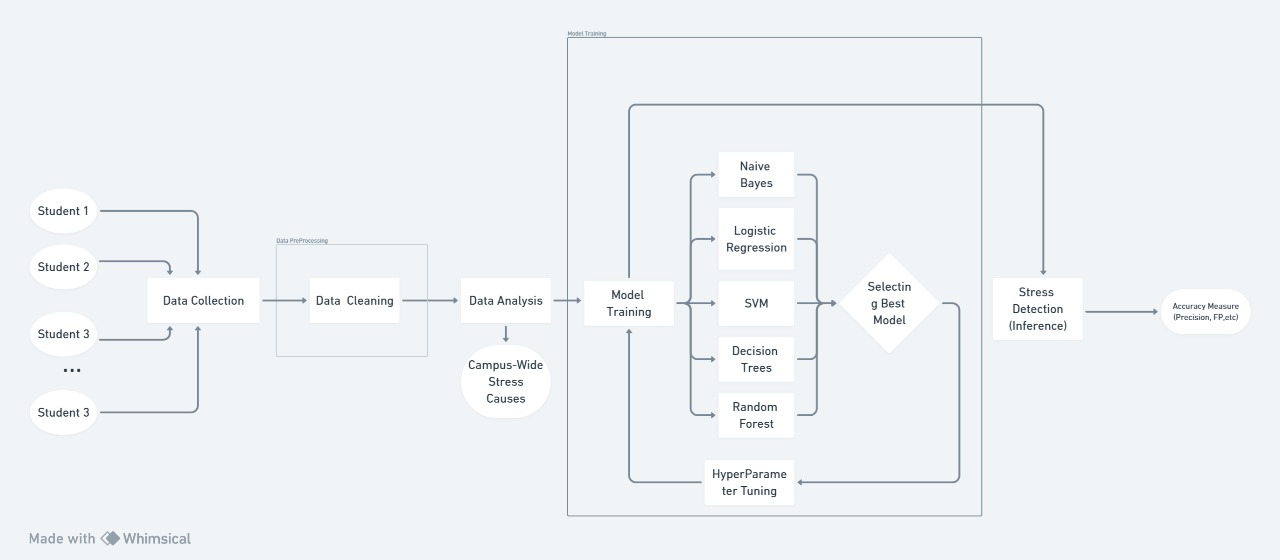 Model Training
Naive
Bayes
Student 1
Logistic
Regression
Data PreProcessing
Student 2
Data Collection
Data  Cleaning
Data Analysis
Model
Training
SVM
Selectin
g Best
Model
Stress
Detection
(Inference)
Accuracy Measure
(Precision, FP,etc)
Student 3
...
Campus-Wide
Stress
Causes
Decision
Trees
Student 3
Random
Forest
HyperParame
ter Tuning
Made with Whimsical